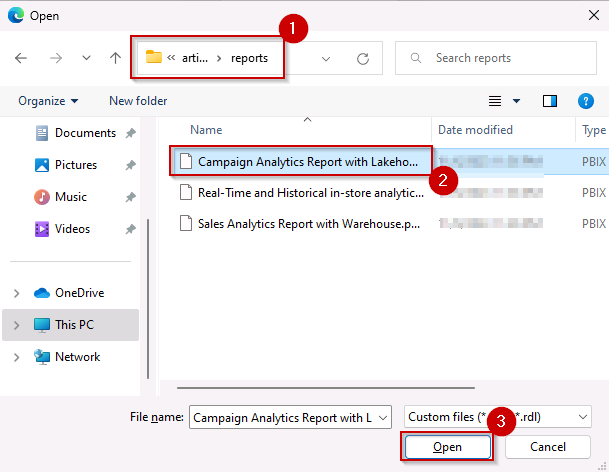 Open
1
« arti... > reports
Search reports
Organize
New folder
?
Name
Date modified
Type
Documents
Campaign Analytics Report with Lakeho...
PBIX
2
Pictures
Real-Time and Historical in-store analytic...
PBIX
Music
Sales Analytics Report with Warehouse.p...
PBIX
Videos
OneDrive
This PC
Network
File name:
Campaign Analytics Report with L
Custom files (*. *.rdl)
3
Open
Cancel